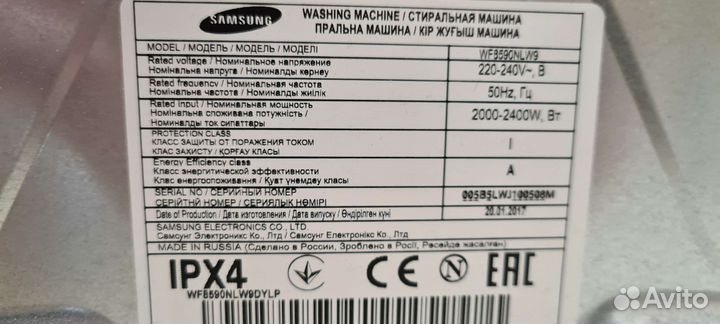 SAMSUNG
WASHING MACHINE / СТИРАЛЬНАЯ МАШИНА
ПРАЛЬНА МАШИНА / КІР ЖУҒЫШ МАШИНА
MODEL / МОДЕЛЬ / МОДЕЛЬ / МОДЕЛІ
WF8590NLW9
Rated voltage / Номинальное напряжение
Номінальна напруга / Номиналды кернеу
220-240V~, В
Rated frequency / Номинальная частота
Номінальна частота / Номиналды жиілік
50Hz, Гц
Rated input / Номинальная мощность
Номінальна споживана потужність /
Номиналды ток сипаттары
2000-2400W, Вт
PROTECTION CLASS
КЛАСС ЗАЩИТЫ ОТ ПОРАЖЕНИЯ ТОКОМ
КЛАС ЗАХИСТУ / ҚОРҒАУ КЛАСЫ
I
Energy Efficiency class
Класс энергетической эффективности
Клас енергоспоживання / Қуат үнемдеу класы
A
SERIAL NO / СЕРИЙНЫЙ НОМЕР
СЕРІЙТНІЙ НОМЕР / СЕРИЯЛЫҚ НӨМІРІ
005B5LWJ100508M
Date of Production / Дата изготовления / Дата випуску / Өндірілген күні
20.01.2017
SAMSUNG ELECTRONICS CO., LTD
Самсунг Электроникс Ко., Лтд / Самсунг Електронікс Ко., Лтд
MADE IN RUSSIA (Сделано в России, Зроблено в Росії, Ресейде жасалған)
IPX4 CE N EAC
WF8590NLW9DYLP
Avito